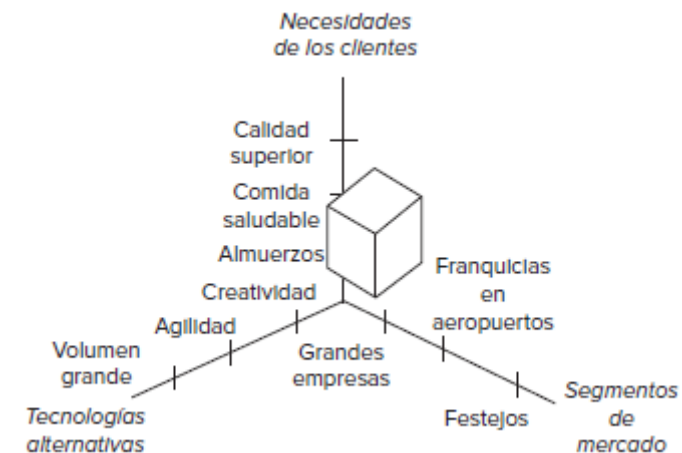 Necesidades
de los clientes
Calidad
superior
Comida
saludable
Almuerzos
Creatividad
Franquicias
en
aeropuertos
Agilidad
Volumen
grande
Grandes
empresas
Tecnologías
alternativas
Festejos
Segmentos
de
mercado